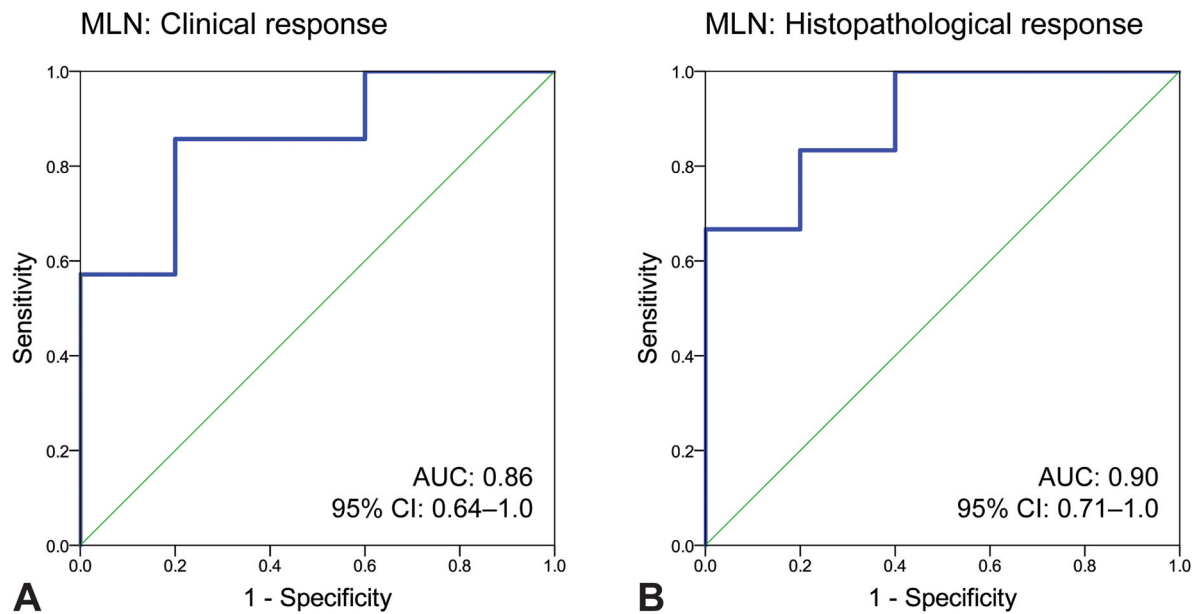 MLN: Clinical response
1.0
0.8
0.6
0.4
0.2
0.0
Sensitivity
0.0 0.2 0.4 0.6 0.8 1.0
1 - Specificity
AUC: 0.86
95% CI: 0.64–1.0
A
MLN: Histopathological response
1.0
0.8
0.6
0.4
0.2
0.0
Sensitivity
0.0 0.2 0.4 0.6 0.8 1.0
1 - Specificity
AUC: 0.90
95% CI: 0.71–1.0
B